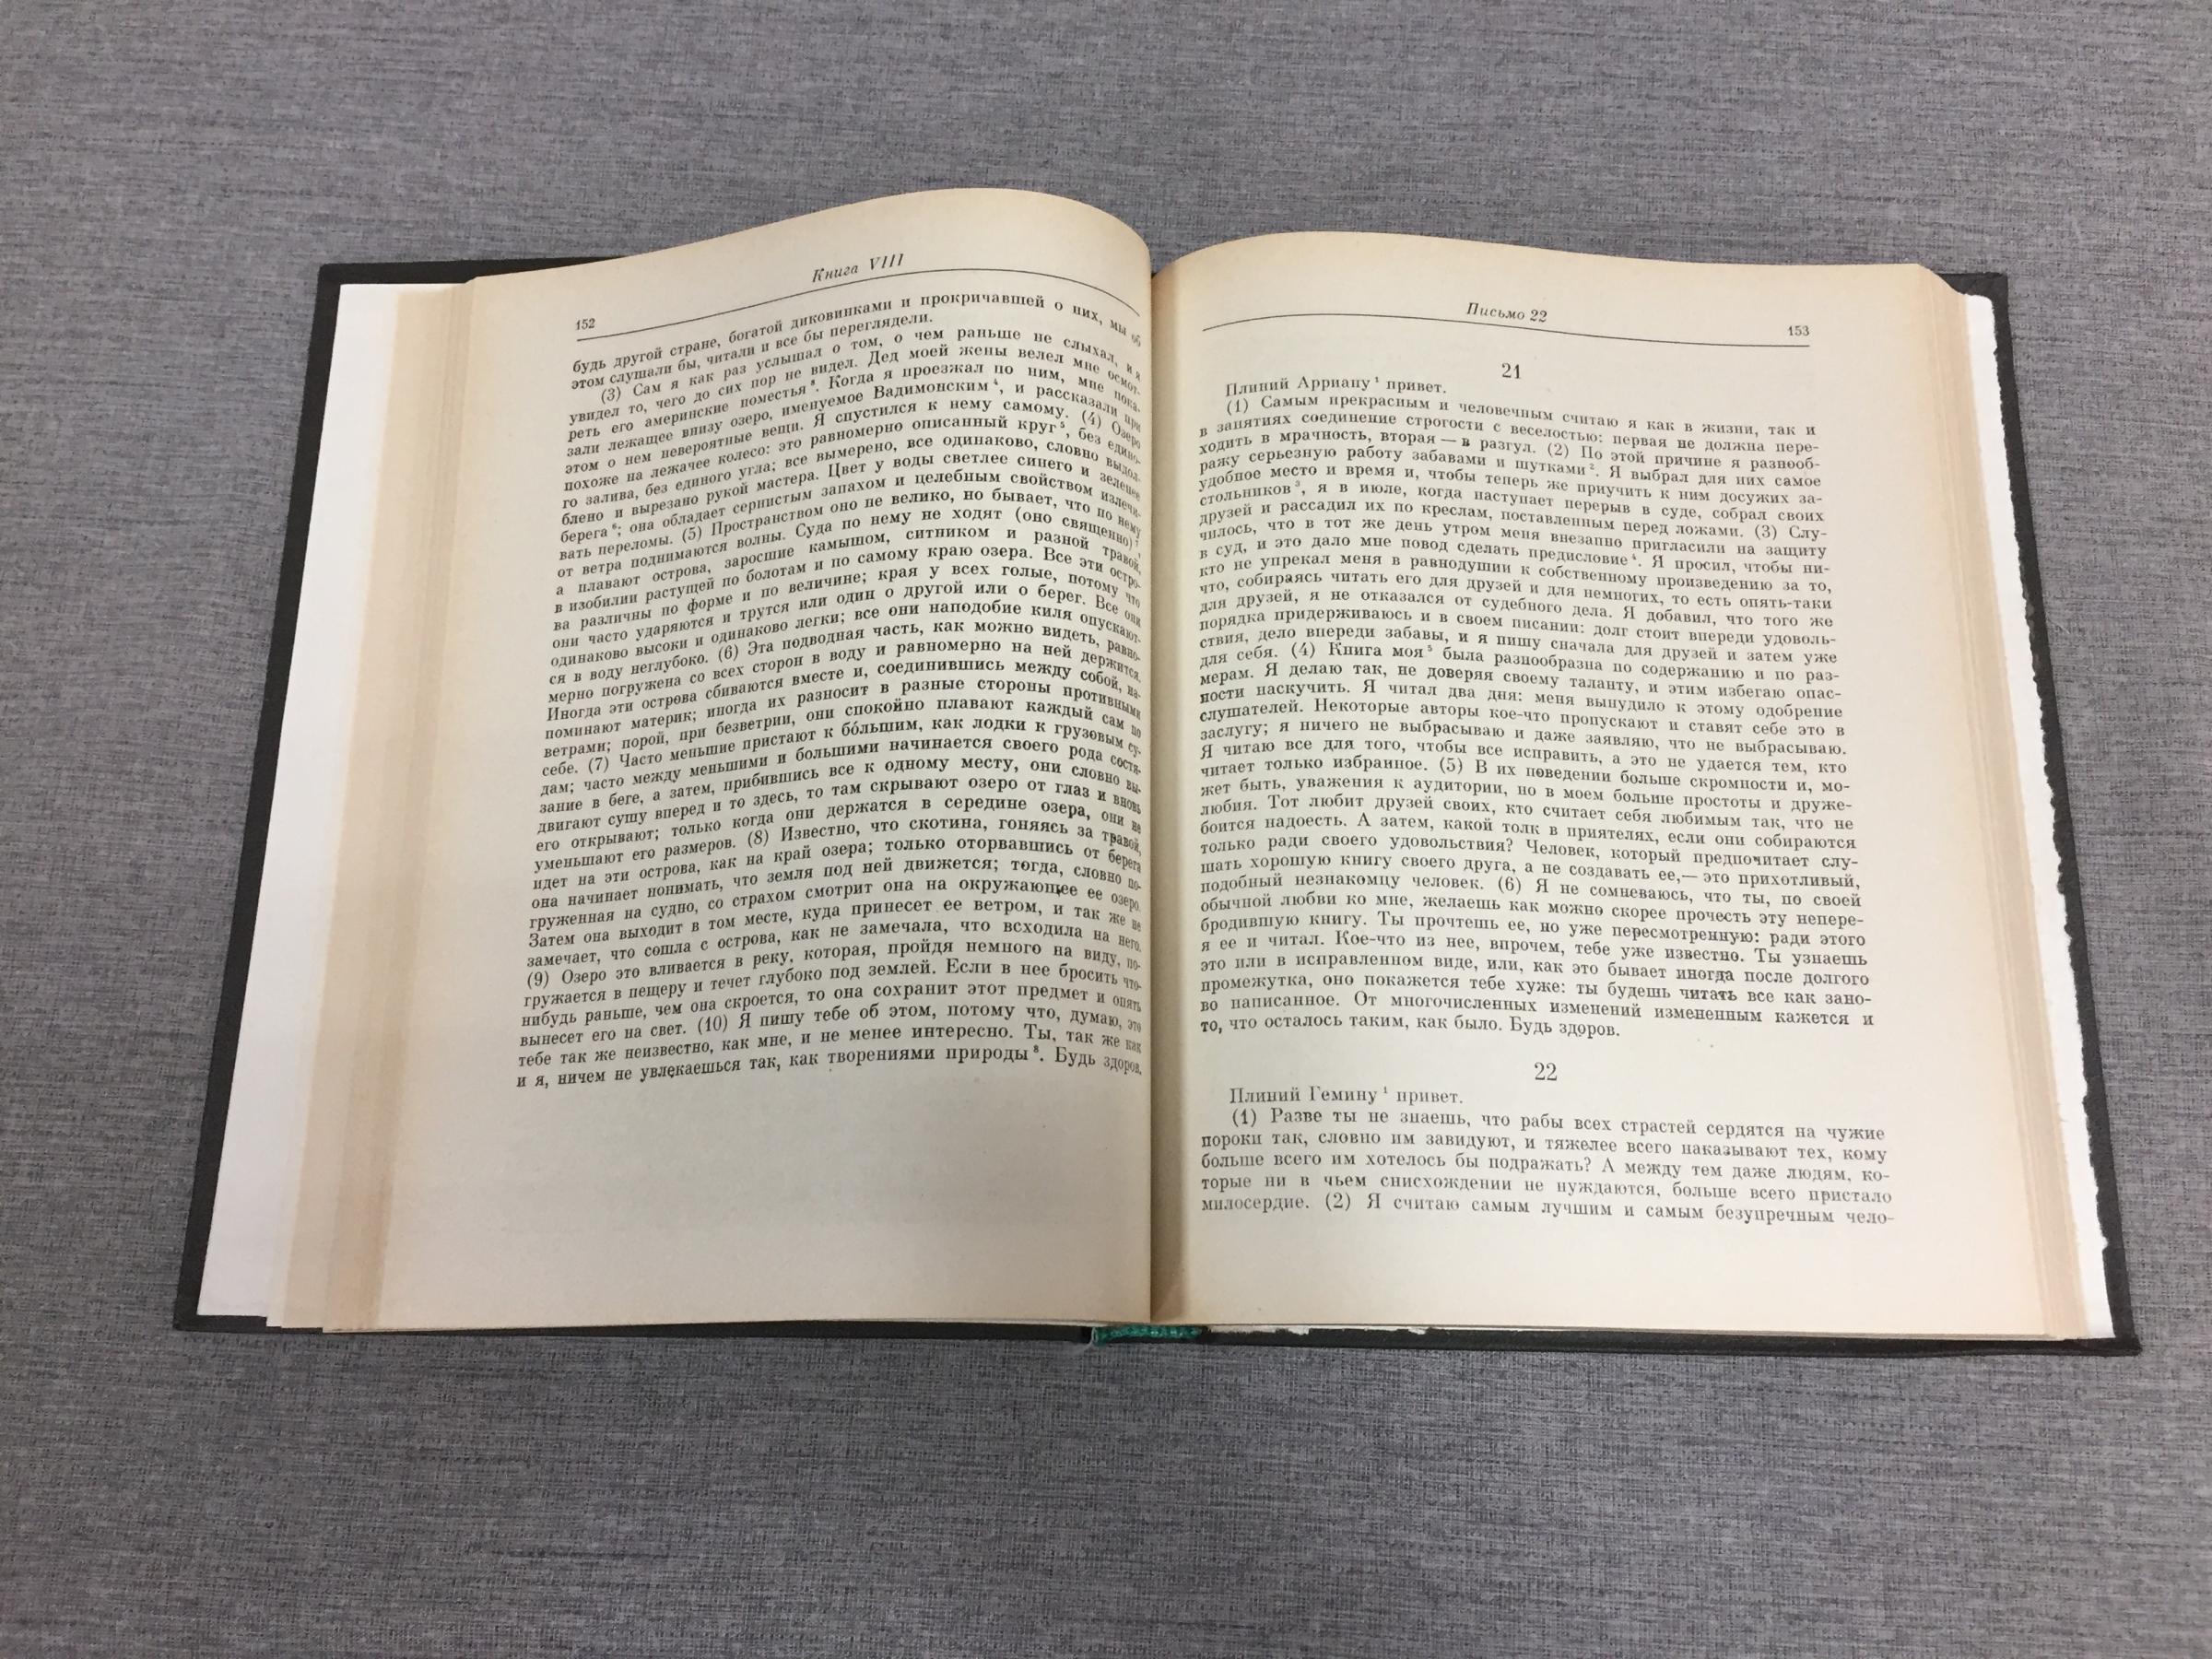 152
Книга VIII
будь другой стране, богатой диковинками и прокричавшей о них, мы об
этом слушали бы, читали и все бы переглядели.
(3) Сам я как раз услышал о том, о чем раньше не слыхал, и я
увидел то, чего до сих пор не видел. Дед моей жены велел мне осмот-
реть его америнские поместья³. Когда я проезжал по ним, мне пока-
зали лежащее внизу озеро, именуемое Вадимонским⁴, и рассказали при
этом о нем невероятные вещи. Я спустился к нему самому. (4) Озеро
похоже на лежачее колесо: это равномерно описанный круг⁵, без едино-
го залива, без единого угла; все вымерено, все одинаково, словно выдол-
блено и вырезано рукой мастера. Цвет у воды светлее синего и зеленее
берега⁶; она обладает сернистым запахом и целебным свойством излечи-
вать переломы. (5) Пространством оно не велико, но бывает, что по нему
от ветра поднимаются волны. Суда по нему не ходят (оно священно)⁷,
а плавают острова, заросшие камышом, ситником и разной травой,
в изобилии растущей по болотам и по самому краю озера. Все эти остро-
ва различны по форме и по величине; края у всех голые, потому что
они часто ударяются и трутся или один о другой или о берег. Все они
одинаково высоки и одинаково легки; все они наподобие киля опускают-
ся в воду неглубоко. (6) Эта подводная часть, как можно видеть, равно-
мерно погружена со всех сторон в воду и равномерно на ней держится.
Иногда эти острова сбиваются вместе и, соединившись между собой, на-
поминают материк; иногда их разносит в разные стороны противными
ветрами; порой, при безветрии, они спокойно плавают каждый сам по
себе. (7) Часто меньшие пристают к бо́льшим, как лодки к грузовым су-
дам; часто между меньшими и большими начинается своего рода состя-
зание в беге, а затем, прибившись все к одному месту, они словно вы-
двигают сушу вперед и то здесь, то там скрывают озеро от глаз и вновь
его открывают; только когда они держатся в середине озера, они не
уменьшают его размеров. (8) Известно, что скотина, гоняясь за травой,
идет на эти острова, как на край озера; только оторвавшись от берега
она начинает понимать, что земля под ней движется; тогда, словно по-
груженная на судно, со страхом смотрит она на окружающее ее озеро.
Затем она выходит в том месте, куда принесет ее ветром, и так же не
замечает, что сошла с острова, как не замечала, что всходила на него.
(9) Озеро это вливается в реку, которая, пройдя немного на виду, по-
гружается в пещеру и течет глубоко под землей. Если в нее бросить что-
нибудь раньше, чем она скроется, то она сохранит этот предмет и опять
вынесет его на свет. (10) Я пишу тебе об этом, потому что, думаю, это
тебе так же неизвестно, как мне, и не менее интересно. Ты, так же как
и я, ничем не увлекаешься так, как творениями природы⁸. Будь здоров.
Письмо 22
153
21
Плиний Арриану¹ привет.
(1) Самым прекрасным и человечным считаю я как в жизни, так и
в занятиях соединение строгости с веселостью: первая не должна пере-
ходить в мрачность, вторая — в разгул. (2) По этой причине я разнооб-
ражу серьезную работу забавами и шутками². Я выбрал для них самое
удобное место и время и, чтобы теперь же приучить к ним досужих за-
стольников³, я в июле, когда наступает перерыв в суде, собрал своих
друзей и рассадил их по креслам, поставленным перед ложами. (3) Слу-
чилось, что в тот же день утром меня внезапно пригласили на защиту
в суд, и это дало мне повод сделать предисловие⁴. Я просил, чтобы ни-
кто не упрекал меня в равнодушии к собственному произведению за то,
что, собираясь читать его для друзей и для немногих, то есть опять-таки
для друзей, я не отказался от судебного дела. Я добавил, что того же
порядка придерживаюсь и в своем писании: долг стоит впереди удоволь-
ствия, дело впереди забавы, и я пишу сначала для друзей и затем уже
для себя. (4) Книга моя⁵ была разнообразна по содержанию и по раз-
мерам. Я делаю так, не доверяя своему таланту, и этим избегаю опас-
ности наскучить. Я читал два дня: меня вынудило к этому одобрение
слушателей. Некоторые авторы кое-что пропускают и ставят себе это в
заслугу; я ничего не выбрасываю и даже заявляю, что не выбрасываю.
Я читаю все для того, чтобы все исправить, а это не удается тем, кто
читает только избранное. (5) В их поведении больше скромности и, мо-
жет быть, уважения к аудитории, но в моем больше простоты и друже-
любия. Тот любит друзей своих, кто считает себя любимым так, что не
боится надоесть. А затем, какой толк в приятелях, если они собираются
только ради своего удовольствия? Человек, который предпочитает слу-
шать хорошую книгу своего друга, а не создавать ее,— это прихотливый,
подобный незнакомцу человек. (6) Я не сомневаюсь, что ты, по своей
обычной любви ко мне, желаешь как можно скорее прочесть эту непере-
бродившую книгу. Ты прочтешь ее, но уже пересмотренную: ради этого
я ее и читал. Кое-что из нее, впрочем, тебе уже известно. Ты узнаешь
это или в исправленном виде, или, как это бывает иногда после долгого
промежутка, оно покажется тебе хуже: ты будешь читать все как зано-
во написанное. От многочисленных изменений измененным кажется и
то, что осталось таким, как было. Будь здоров.
22
Плиний Гемину¹ привет.
(1) Разве ты не знаешь, что рабы всех страстей сердятся на чужие
пороки так, словно им завидуют, и тяжелее всего наказывают тех, кому
больше всего им хотелось бы подражать? А между тем даже людям, ко-
торые ни в чьем снисхождении не нуждаются, больше всего пристало
милосердие. (2) Я считаю самым лучшим и самым безупречным чело-